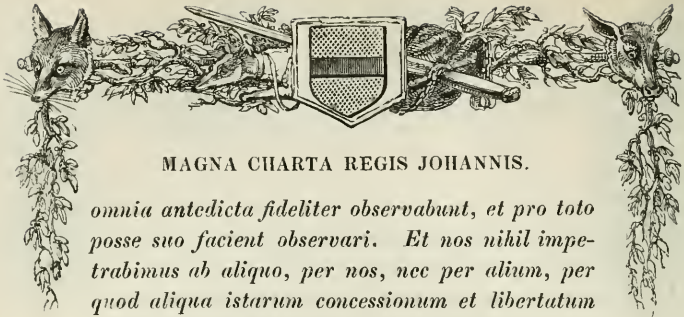 MAGNA CHARTA REGIS JOHANNIS.
omnia antedicta fideliter observabunt, et pro toto
posse suo facient observari. Et nos nihil impe-
trabimus ab aliquo, per nos, nec per alium, per
quod aliqua istarum concessionum et libertatum